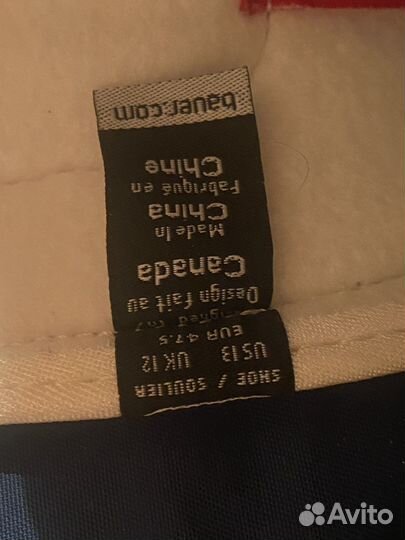 SHOE / SOULIER
US 13 UK 12
EUR 47.5
Design fait au
Canada
Made in
China
Fabriqué en
Chine
bauer.com
Avito